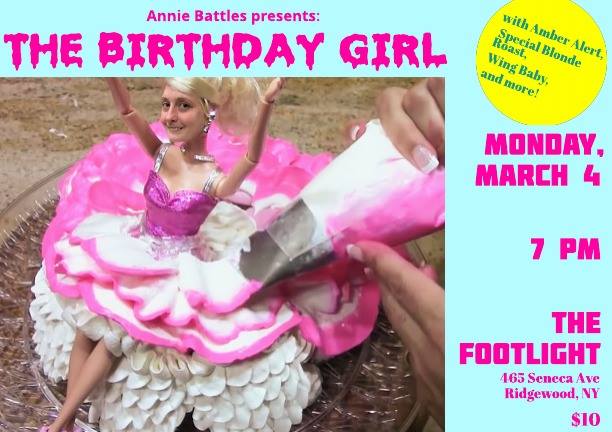 Annie Battles presents:
THE BIRTHDAY GIRL
with Amber Alert,
Special Blonde
Roast,
Wing Baby,
and more!
MONDAY,
MARCH 4
7 PM
THE
FOOTLIGHT
465 Seneca Ave
Ridgewood, NY
$10